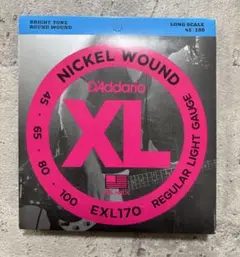 BRIGHT TONE
ROUND WOUND
LONG SCALE
45-100
NICKEL WOUND
D'Addario
XL
45
65
80
100
EXL170
REGULAR LIGHT GAUGE